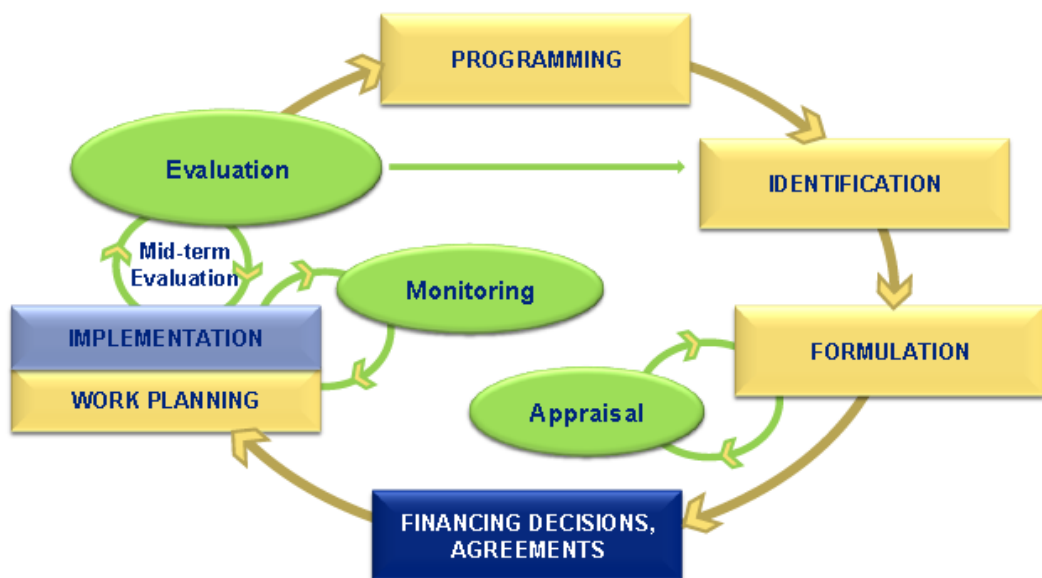 PROGRAMMING
Evaluation
IDENTIFICATION
Mid-term
Evaluation
Monitoring
IMPLEMENTATION
FORMULATION
WORK PLANNING
Appraisal
FINANCING DECISIONS,
AGREEMENTS